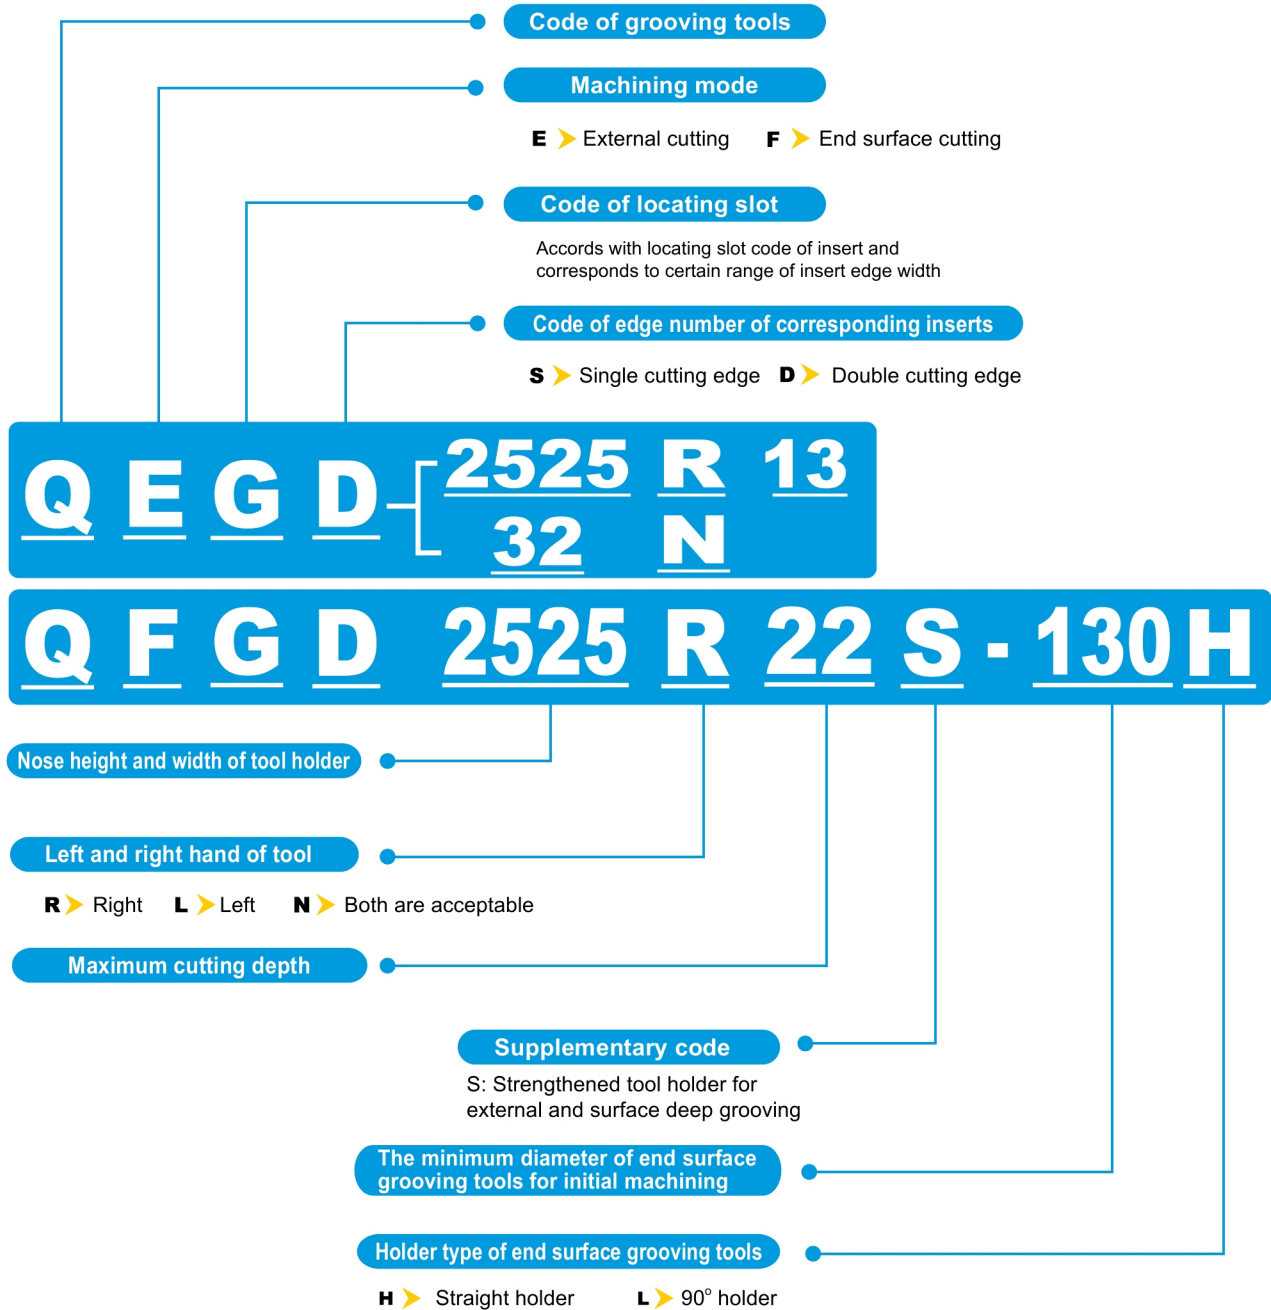 Code of grooving tools
Machining mode
E External cutting F End surface cutting
Code of locating slot
Accords with locating slot code of insert and
corresponds to certain range of insert edge width
Code of edge number of corresponding inserts
S Single cutting edge D Double cutting edge
Q E G D 2525 R 13
32 N
Q F G D 2525 R 22 S - 130 H
Nose height and width of tool holder
Left and right hand of tool
R Right L Left N Both are acceptable
Maximum cutting depth
Supplementary code
S: Strengthened tool holder for
external and surface deep grooving
The minimum diameter of end surface
grooving tools for initial machining
Holder type of end surface grooving tools
H Straight holder L 90° holder